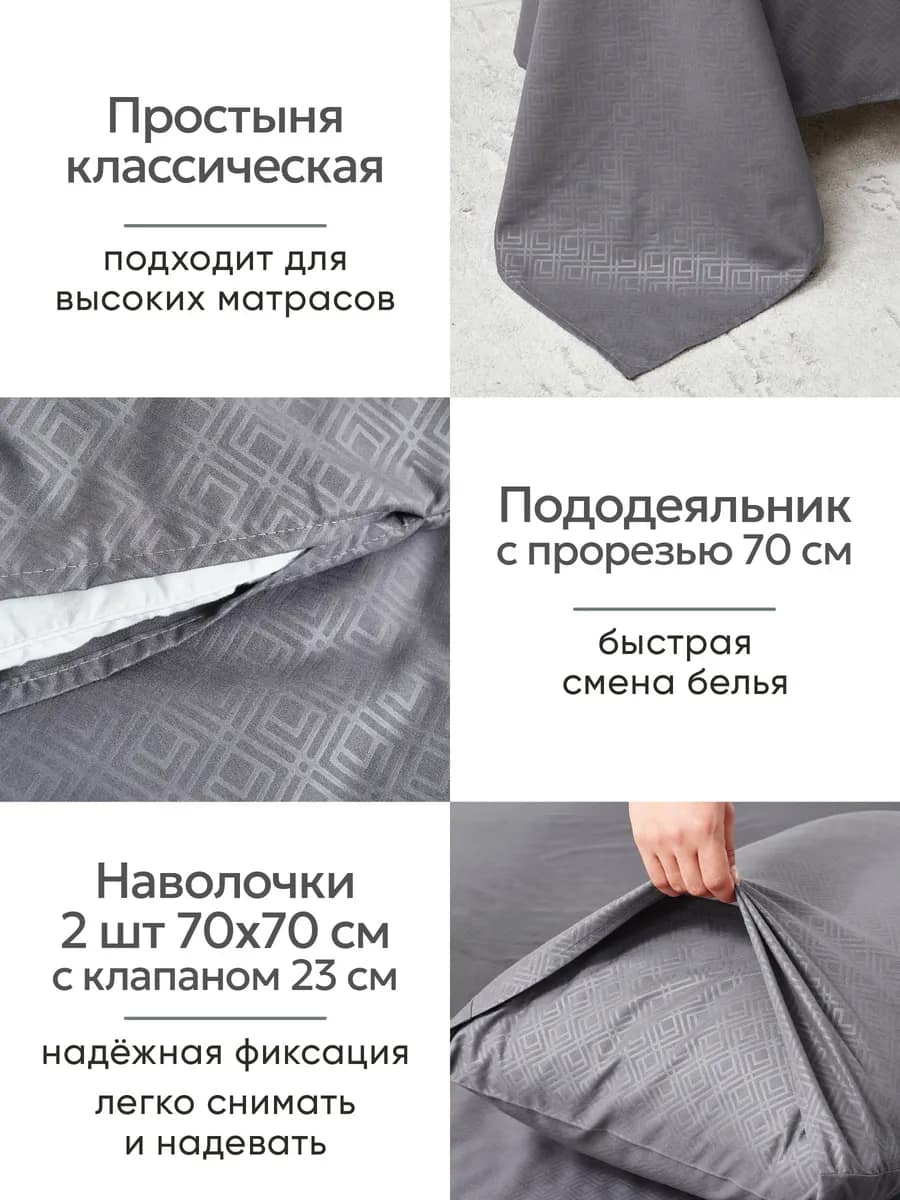 Простыня
классическая
подходит для
высоких матрасов
Пододеяльник
с прорезью 70 см
быстрая
смена белья
Наволочки
2 шт 70х70 см
с клапаном 23 см
надёжная фиксация
легко снимать
и надевать